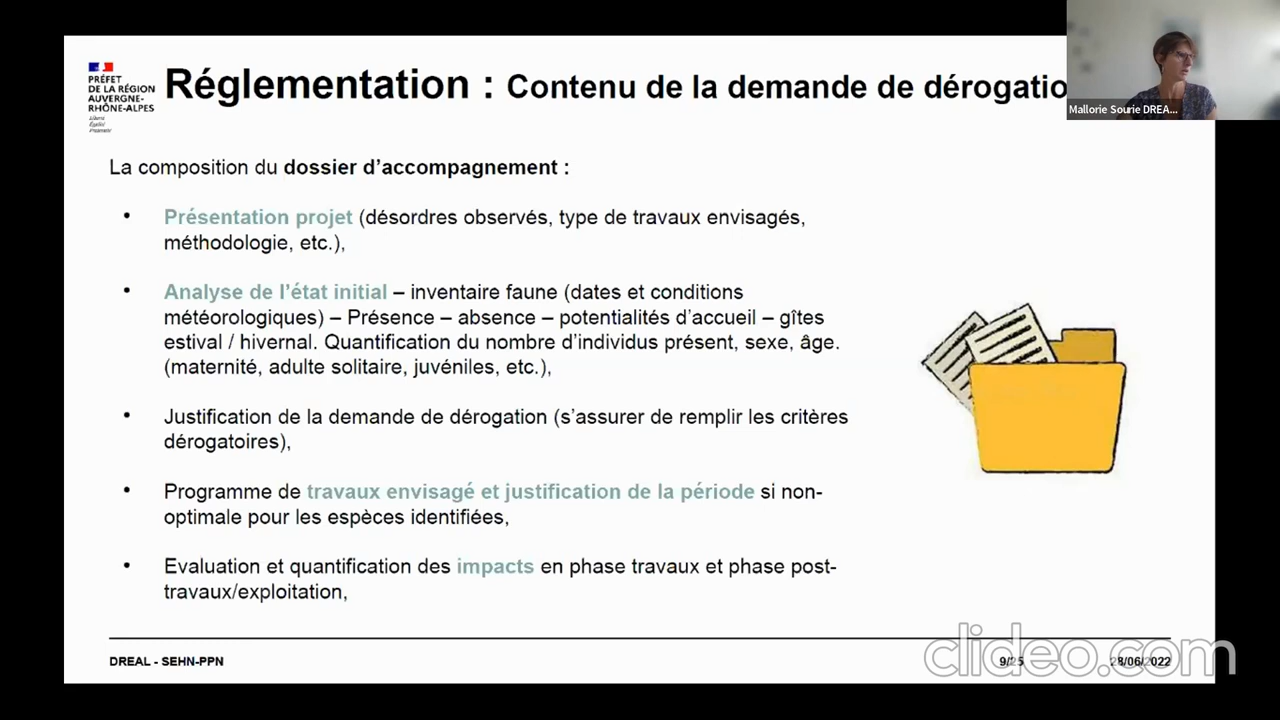 PRÉFET
DE LA RÉGION
AUVERGNE-
RHÔNE-ALPES
Liberté
Égalité
Fraternité
Réglementation : Contenu de la demande de dérogatio
Mallorie Sourie DREA...
La composition du dossier d'accompagnement :
• Présentation projet (désordres observés, type de travaux envisagés,
méthodologie, etc.),
• Analyse de l'état initial – inventaire faune (dates et conditions
météorologiques) – Présence – absence – potentialités d'accueil – gîtes
estival / hivernal. Quantification du nombre d'individus présent, sexe, âge.
(maternité, adulte solitaire, juvéniles, etc.),
• Justification de la demande de dérogation (s'assurer de remplir les critères
dérogatoires),
• Programme de travaux envisagé et justification de la période si non-
optimale pour les espèces identifiées,
• Evaluation et quantification des impacts en phase travaux et phase post-
travaux/exploitation,
DREAL - SEHN-PPN
9/25
28/06/2022
clideo.com